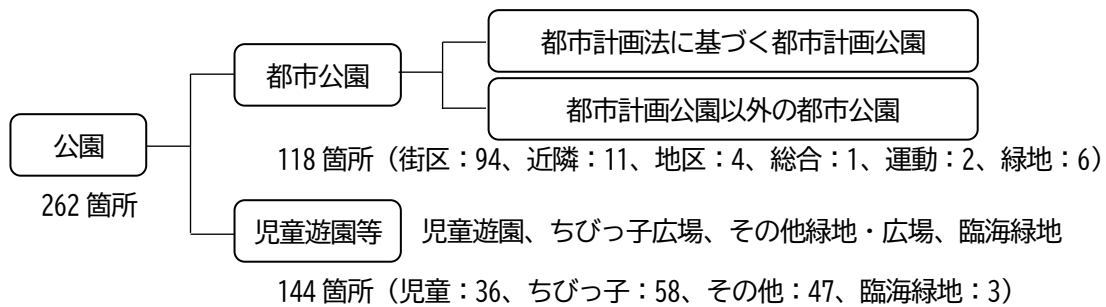 都市計画法に基づく都市計画公園
都市公園
都市計画公園以外の都市公園
公園
118 箇所（街区：94、近隣：11、地区：4、総合：1、運動：2、緑地：6）
262 箇所
児童遊園等 児童遊園、ちびっ子広場、その他緑地・広場、臨海緑地
144 箇所（児童：36、ちびっ子：58、その他：47、臨海緑地：3）